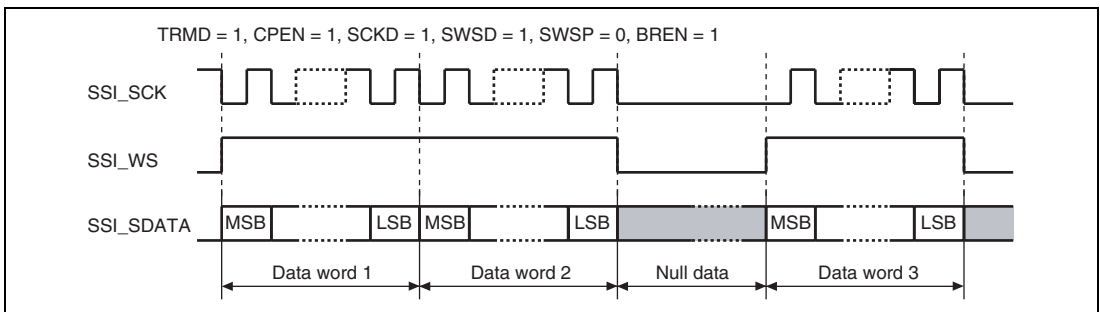 TRMD = 1, CPEN = 1, SCKD = 1, SWSD = 1, SWSP = 0, BREN = 1
SSI_SCK
SSI_WS
SSI_SDATA MSB LSB MSB LSB MSB LSB
Data word 1 Data word 2 Null data Data word 3